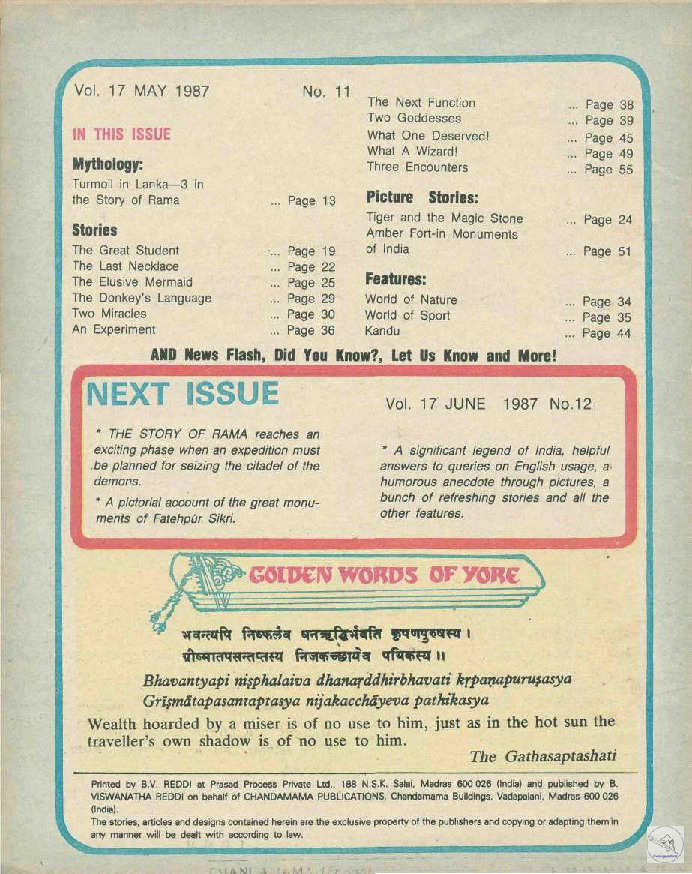 Vol. 17 MAY 1987 No. 11
IN THIS ISSUE
Mythology:
Turmoil in Lanka—3 in
the Story of Rama ... Page 13
Stories
The Great Student ... Page 19
The Last Necklace ... Page 22
The Elusive Mermaid ... Page 25
The Donkey's Language ... Page 29
Two Miracles ... Page 30
An Experiment ... Page 36
The Next Function ... Page 38
Two Goddesses ... Page 39
What One Deserved! ... Page 45
What A Wizard! ... Page 49
Three Encounters ... Page 55
Picture Stories:
Tiger and the Magic Stone ... Page 24
Amber Fort-in Monuments
of India ... Page 51
Features:
World of Nature ... Page 34
World of Sport ... Page 35
Kandu ... Page 44
AND News Flash, Did You Know?, Let Us Know and More!
NEXT ISSUE
Vol. 17 JUNE 1987 No.12
* THE STORY OF RAMA reaches an
exciting phase when an expedition must
be planned for seizing the citadel of the
demons.
* A pictorial account of the great monu-
ments of Fatehpur Sikri.
* A significant legend of India, helpful
answers to queries on English usage, a
humorous anecdote through pictures, a
bunch of refreshing stories and all the
other features.
GOLDEN WORDS OF YORE
भवन्त्यपि निष्फलैव धनऋद्धिर्भवति कृपणपुरुषस्य ।
ग्रीष्मातपसन्तप्तस्य निजकच्छायेव पथिकस्य ॥
Bhavantyapi niṣphalaiva dhanaṛddhirbhavati kṛpaṇapuruṣasya
Grīṣmātapasantaptasya nijakacchāyeva pathikasya
Wealth hoarded by a miser is of no use to him, just as in the hot sun the
traveller's own shadow is of no use to him.
The Gathasaptashati
Printed by B.V. REDDI at Prasad Process Private Ltd., 188 N.S.K. Salai, Madras 600 026 (India) and published by B.
VISWANATHA REDDI on behalf of CHANDAMAMA PUBLICATIONS, Chandamama Buildings, Vadapalani, Madras 600 026
(India).
The stories, articles and designs contained herein are the exclusive property of the publishers and copying or adapting them in
any manner will be dealt with according to law.